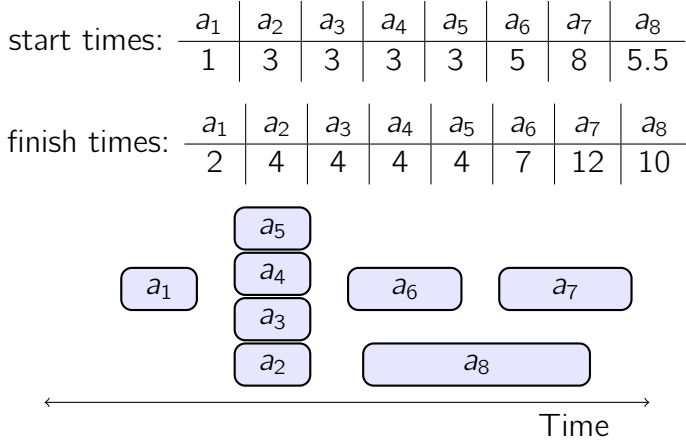 a₁ a₂ a₃ a₄ a₅ a₆ a₇ a₈
start times:
1 3 3 3 3 5 8 5.5
a₁ a₂ a₃ a₄ a₅ a₆ a₇ a₈
finish times:
2 4 4 4 4 7 12 10
a₅
a₄
a₁ a₆ a₇
a₃
a₂ a₈
Time